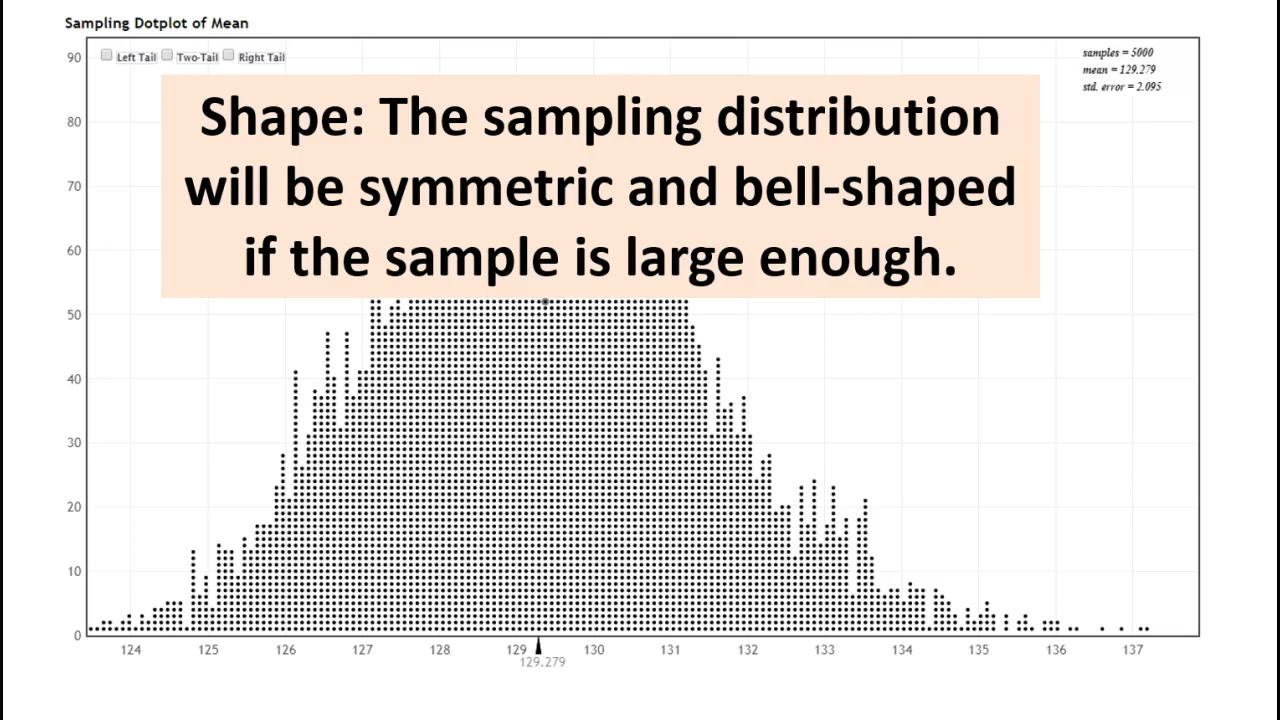 Sampling Dotplot of Mean
Left Tail Two-Tail Right Tail
samples = 5000
mean = 129.279
std. error = 2.095
Shape: The sampling distribution
will be symmetric and bell-shaped
if the sample is large enough.
90
80
70
60
50
40
30
20
10
0
124 125 126 127 128 129 130 131 132 133 134 135 136 137
129.279